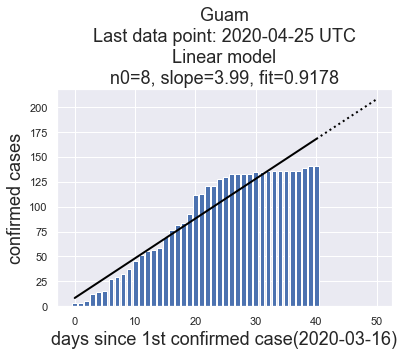 Guam
Last data point: 2020-04-25 UTC
Linear model
n0=8, slope=3.99, fit=0.9178
confirmed cases
200
175
150
125
100
75
50
25
0
0 10 20 30 40 50
days since 1st confirmed case(2020-03-16)